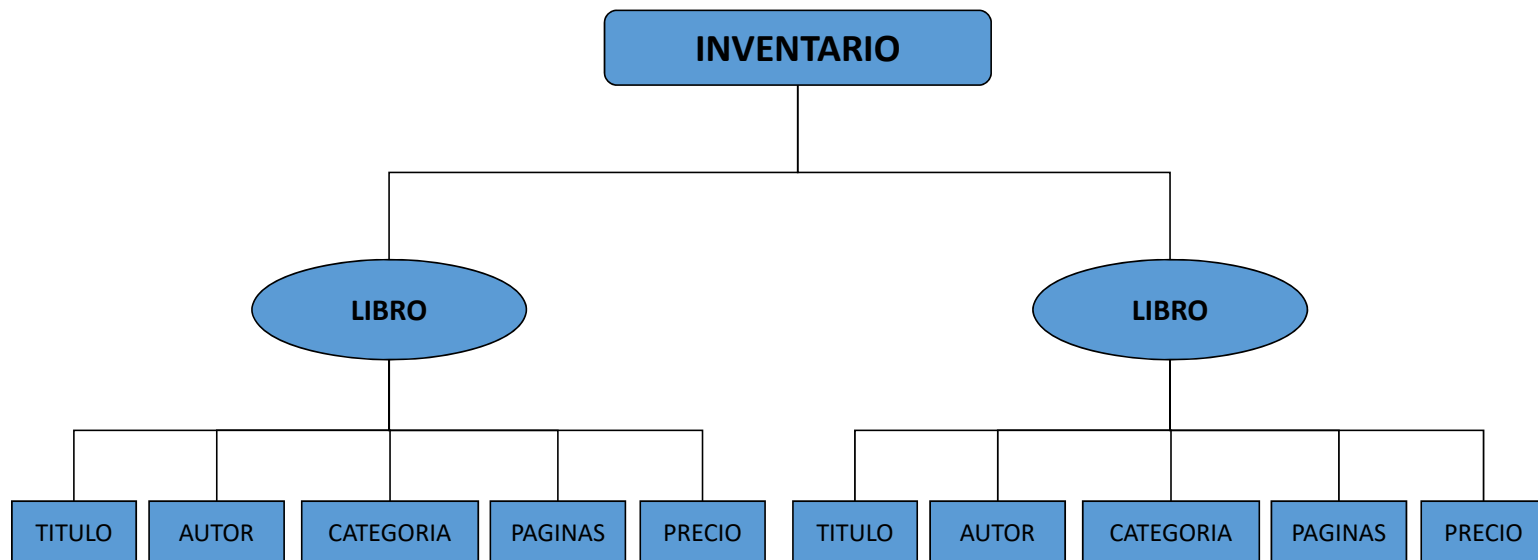 INVENTARIO
LIBRO
LIBRO
TITULO
AUTOR
CATEGORIA
PAGINAS
PRECIO
TITULO
AUTOR
CATEGORIA
PAGINAS
PRECIO